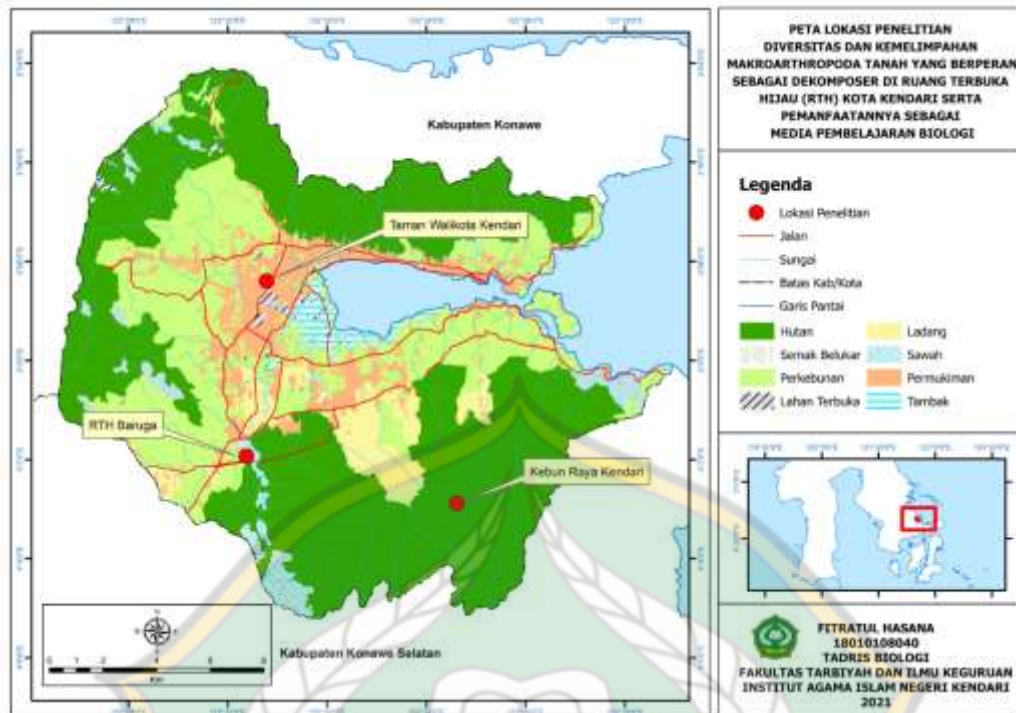 PETA LOKASI PENELITIAN
DIVERSITAS DAN KEMELIMPAHAN
MAKROARTHROPODA TANAH YANG BERPERAN
SEBAGAI DEKOMPOSER DI RUANG TERBUKA
HIJAU (RTH) KOTA KENDARI SERTA
PEMANFAATANNYA SEBAGAI
MEDIA PEMBELAJARAN BIOLOGI
Kabupaten Konawe
Taman Walikota Kendari
RTH Baruga
Kebun Raya Kendari
Kabupaten Konawe Selatan
Km
Legenda
Lokasi Penelitian
Jalan
Sungai
Batas Kab/Kota
Garis Pantai
Hutan
Ladang
Semak Belukar
Sawah
Perkebunan
Permukiman
Lahan Terbuka
Tambak
FITRATUL HASANA
18010108040
TADRIS BIOLOGI
FAKULTAS TARBIYAH DAN ILMU KEGURUAN
INSTITUT AGAMA ISLAM NEGERI KENDARI
2021